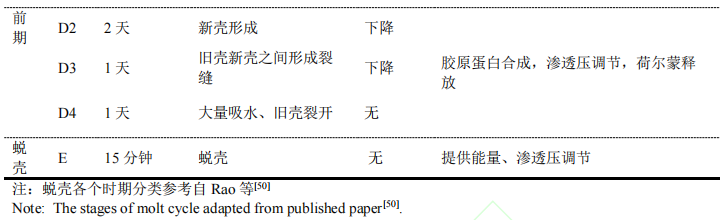 前期 D2 2 天 新壳形成 下降
D3 1 天 旧壳新壳之间形成裂缝 下降 胶原蛋白合成，渗透压调节，荷尔蒙释放
D4 1 天 大量吸水、旧壳裂开 无
蜕壳 E 15 分钟 蜕壳 无 提供能量、渗透压调节
注：蜕壳各个时期分类参考自 Rao 等[50]
Note: The stages of molt cycle adapted from published paper[50].